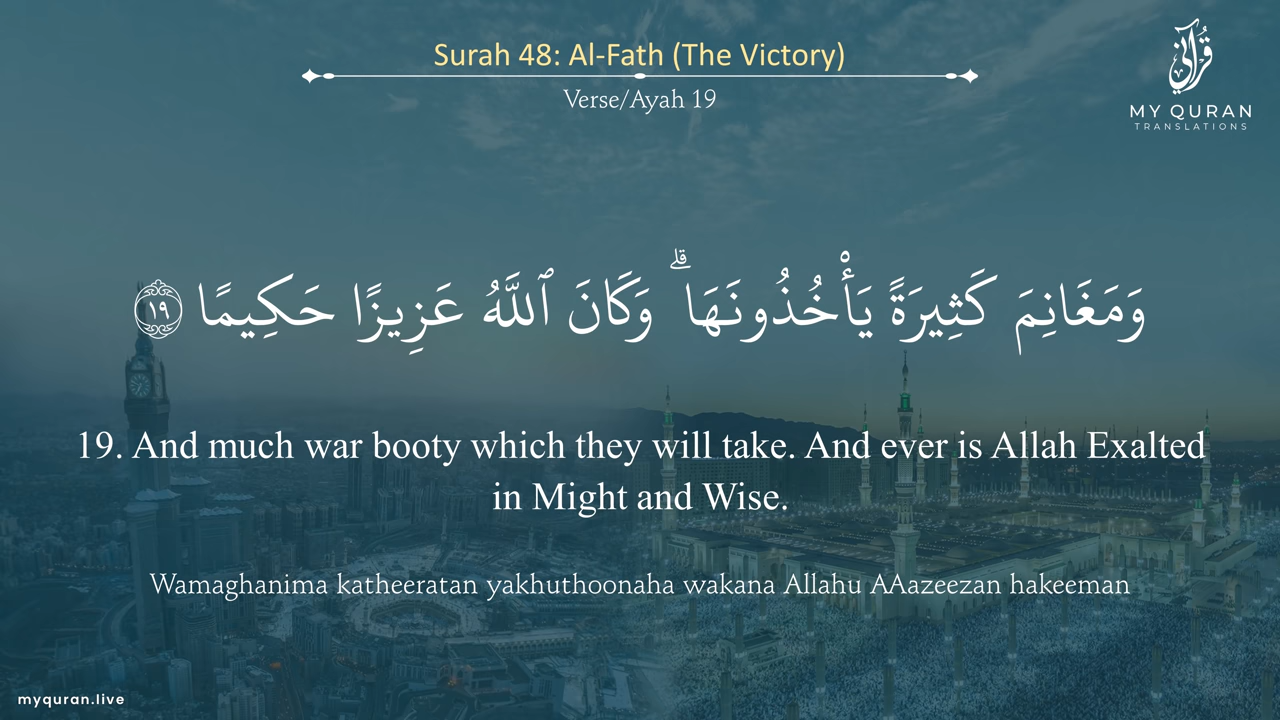 Surah 48: Al-Fath (The Victory)
Verse/Ayah 19
قرآني
MY QURAN
TRANSLATIONS
وَمَغَانِمَ كَثِيرَةً يَأْخُذُونَهَا ۗ وَكَانَ ٱللَّهُ عَزِيزًا حَكِيمًا ١٩
19. And much war booty which they will take. And ever is Allah Exalted
in Might and Wise.
Wamaghanima katheeratan yakhuthoonaha wakana Allahu AAazeezan hakeeman
myquran.live